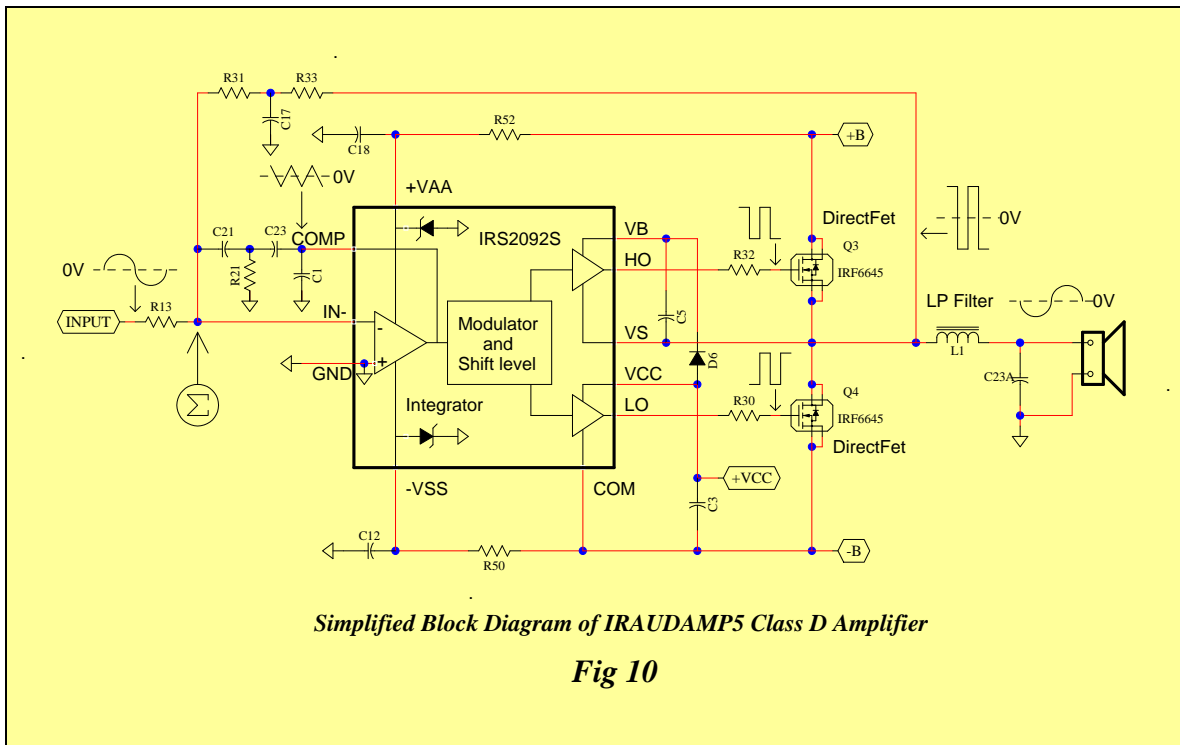 R31
R33
C17
R52
+B
C18
0V
+VAA
DirectFet
0V
IRS2092S
VB
Q3
C21
C23
COMP
HO
R32
IRF6645
0V
R21
C1
LP Filter
0V
R13
IN-
Modulator
and
Shift level
C5
INPUT
-
VS
L1
+
D6
GND
VCC
C23A
Q4
Σ
Integrator
LO
R30
IRF6645
DirectFet
-VSS
COM
+VCC
C3
C12
R50
-B
Simplified Block Diagram of IRAUDAMP5 Class D Amplifier
Fig 10